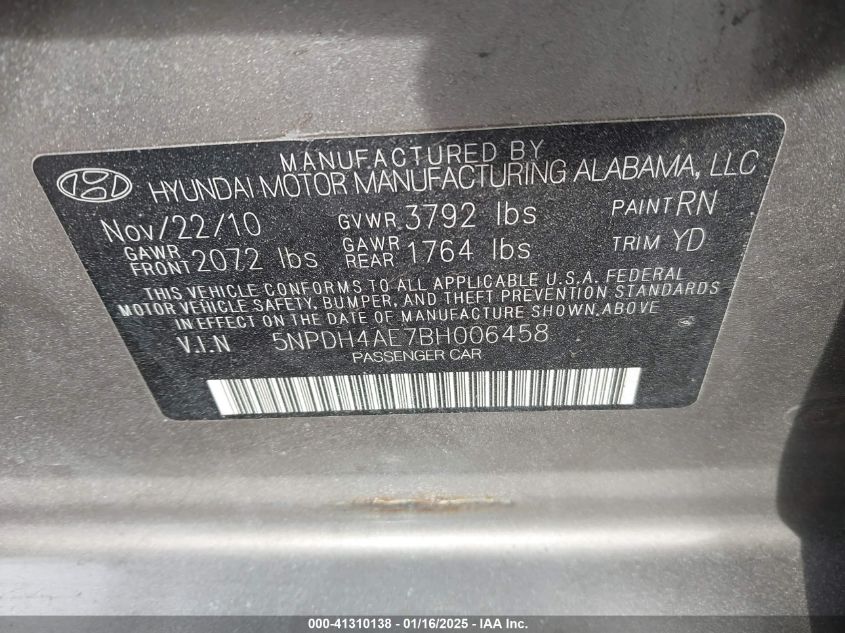 MANUFACTURED BY
HYUNDAI MOTOR MANUFACTURING ALABAMA, LLC
Nov/22/10 GVWR 3792 lbs PAINT RN
GAWR FRONT 2072 lbs GAWR REAR 1764 lbs TRIM YD
THIS VEHICLE CONFORMS TO ALL APPLICABLE U.S.A. FEDERAL
MOTOR VEHICLE SAFETY, BUMPER, AND THEFT PREVENTION STANDARDS
IN EFFECT ON THE DATE OF MANUFACTURE SHOWN ABOVE
V.I.N 5NPDH4AE7BH006458
PASSENGER CAR
000-41310138 - 01/16/2025 - IAA Inc.